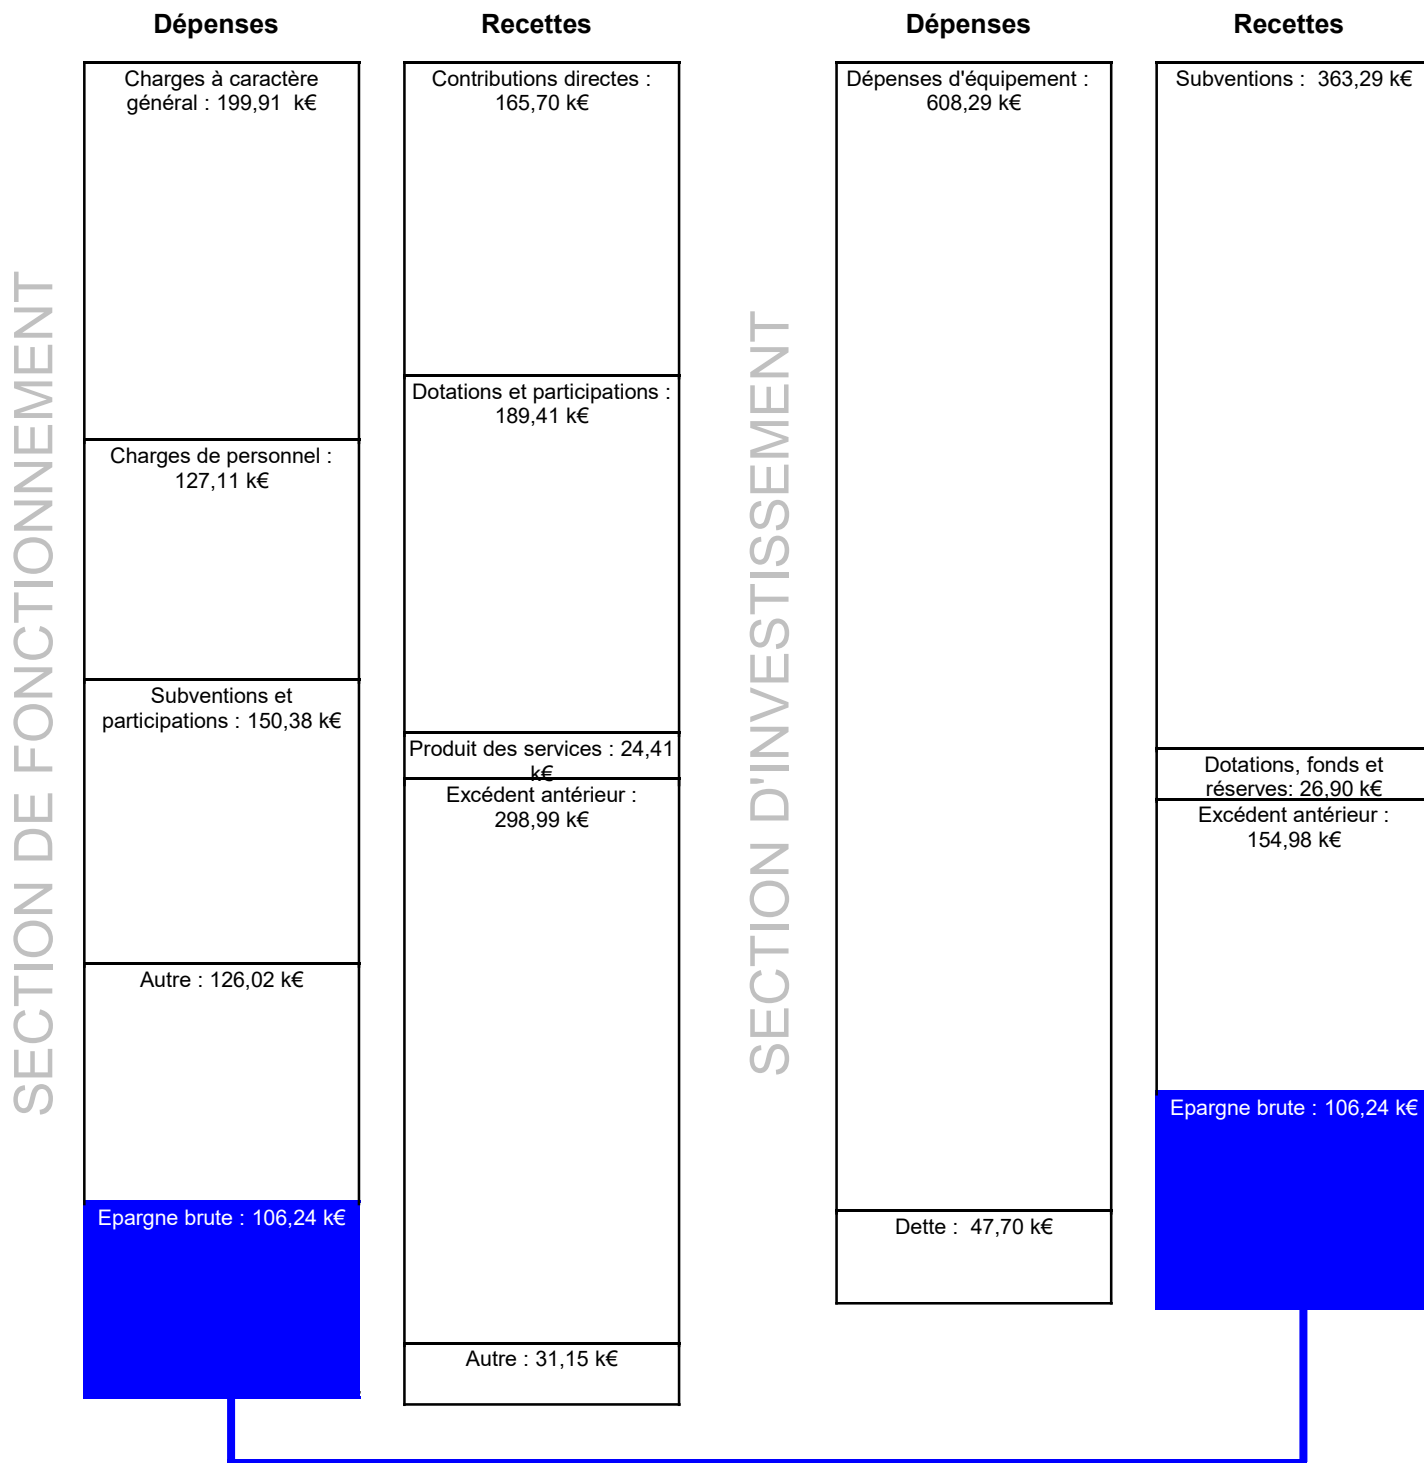 Dépenses
Recettes
Dépenses
Recettes
SECTION DE FONCTIONNEMENT
Charges à caractère
général : 199,91  k€
Charges de personnel :
127,11 k€
Subventions et
participations : 150,38 k€
Autre : 126,02 k€
Epargne brute : 106,24 k€
Contributions directes :
165,70 k€
Dotations et participations :
189,41 k€
Produit des services : 24,41
k€
Excédent antérieur :
298,99 k€
Autre : 31,15 k€
SECTION D'INVESTISSEMENT
Dépenses d'équipement :
608,29 k€
Dette :  47,70 k€
Subventions :  363,29 k€
Dotations, fonds et
réserves: 26,90 k€
Excédent antérieur :
154,98 k€
Epargne brute : 106,24 k€